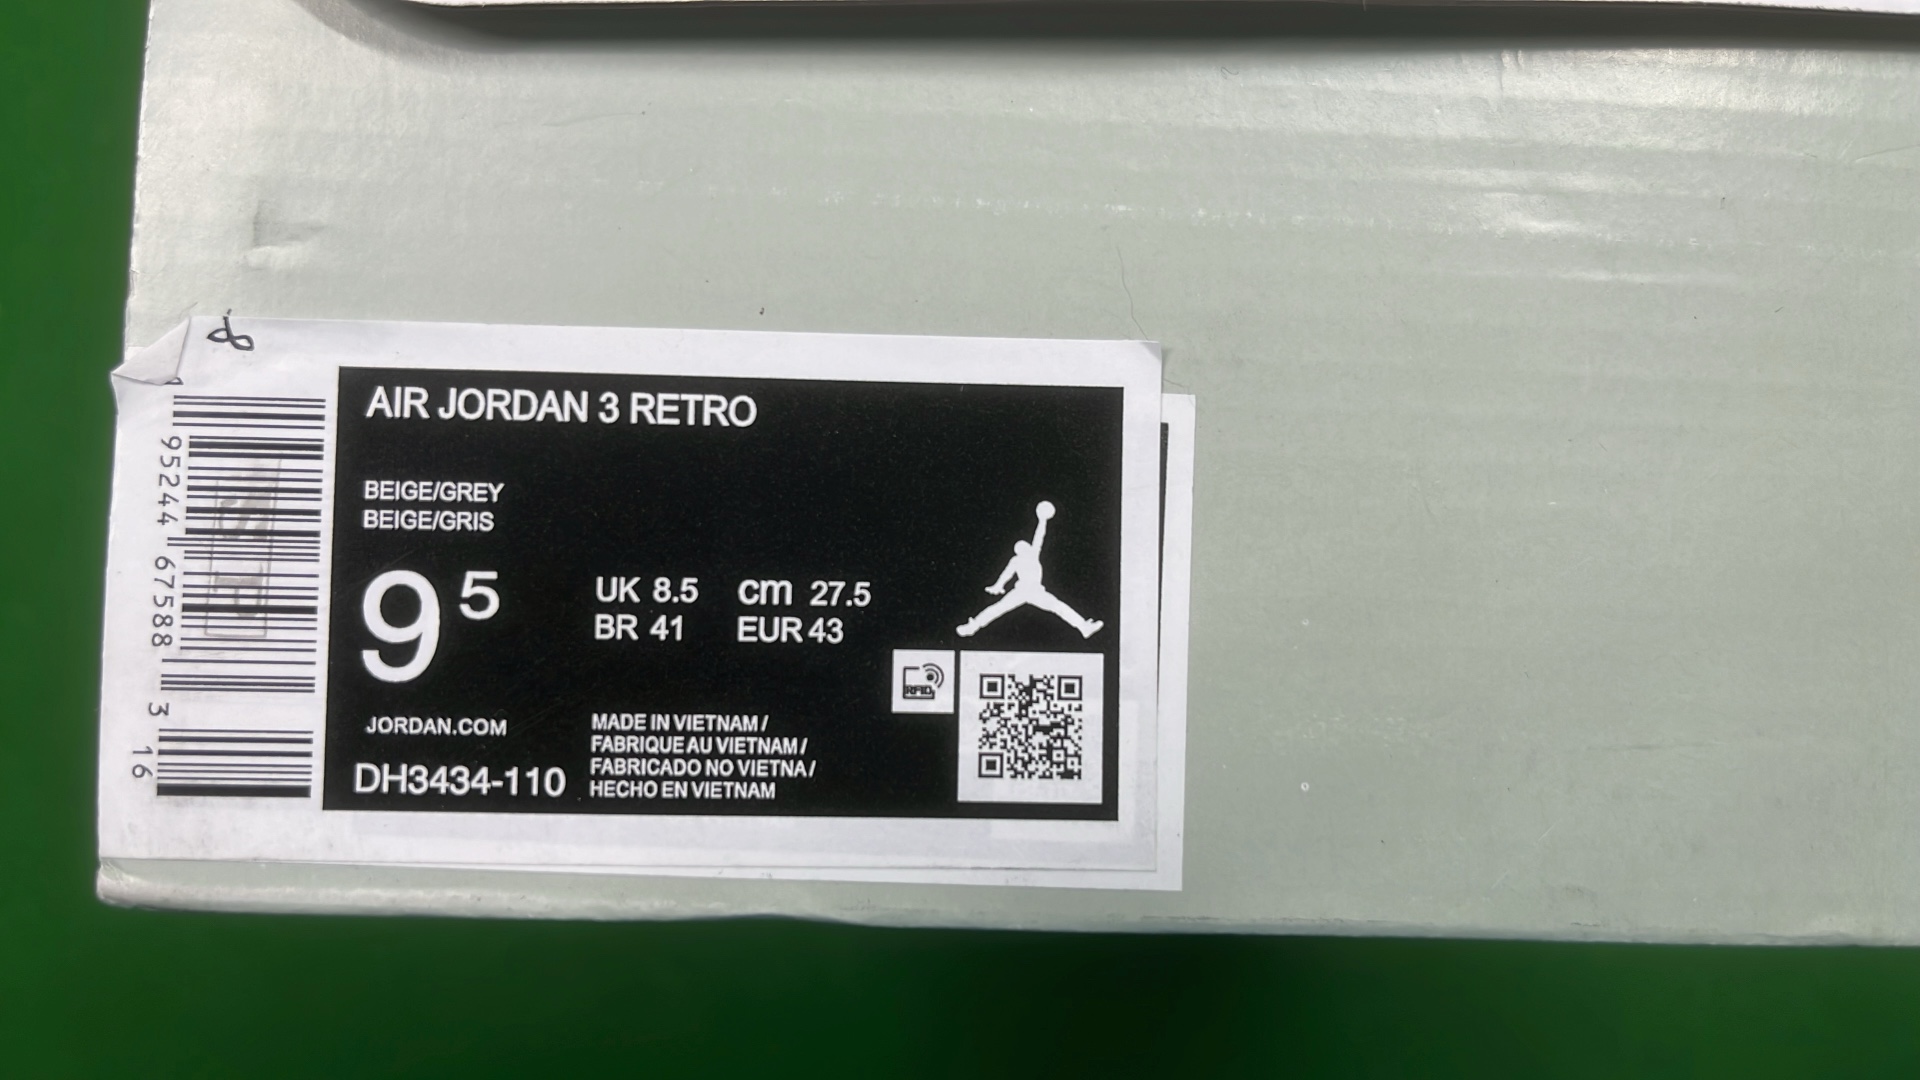 8
AIR JORDAN 3 RETRO
BEIGE/GREY
BEIGE/GRIS
9 5
UK 8.5 cm 27.5
BR 41 EUR 43
RFID
JORDAN.COM
DH3434-110
MADE IN VIETNAM /
FABRIQUE AU VIETNAM /
FABRICADO NO VIETNA /
HECHO EN VIETNAM
95244 67588 3
16